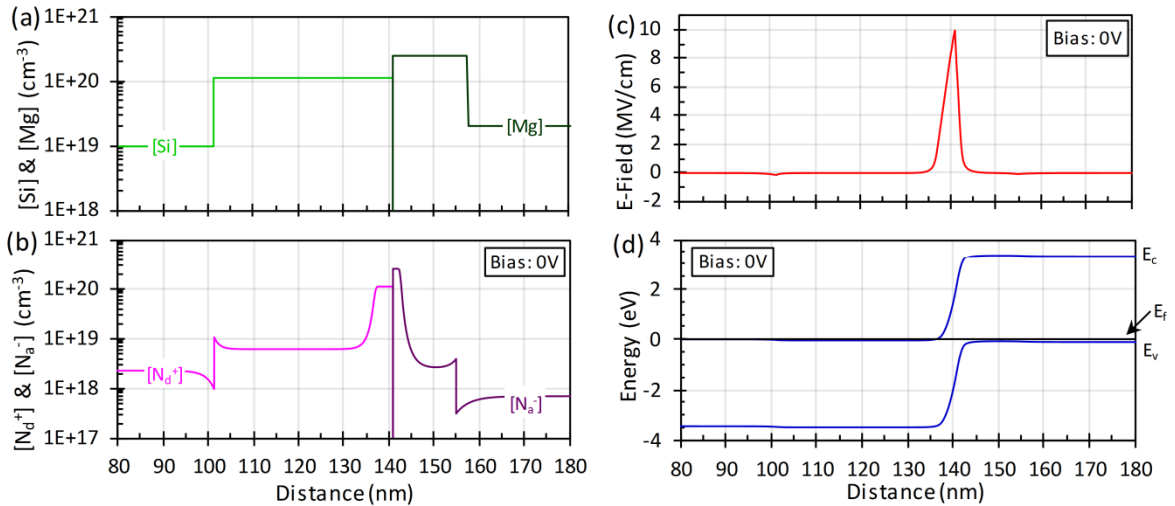 (a)
[Si] & [Mg] (cm-3)
1E+21
1E+20
1E+19
1E+18
[Si]
[Mg]
(b)
[Nd+] & [Na-] (cm-3)
1E+21
1E+20
1E+19
1E+18
1E+17
Bias: 0V
[Nd+]
[Na-]
80 90 100 110 120 130 140 150 160 170 180
Distance (nm)
(c)
E-Field (MV/cm)
10
8
6
4
2
0
-2
Bias: 0V
(d)
Energy (eV)
4
2
0
-2
-4
Bias: 0V
Ec
Ef
Ev
80 90 100 110 120 130 140 150 160 170 180
Distance (nm)